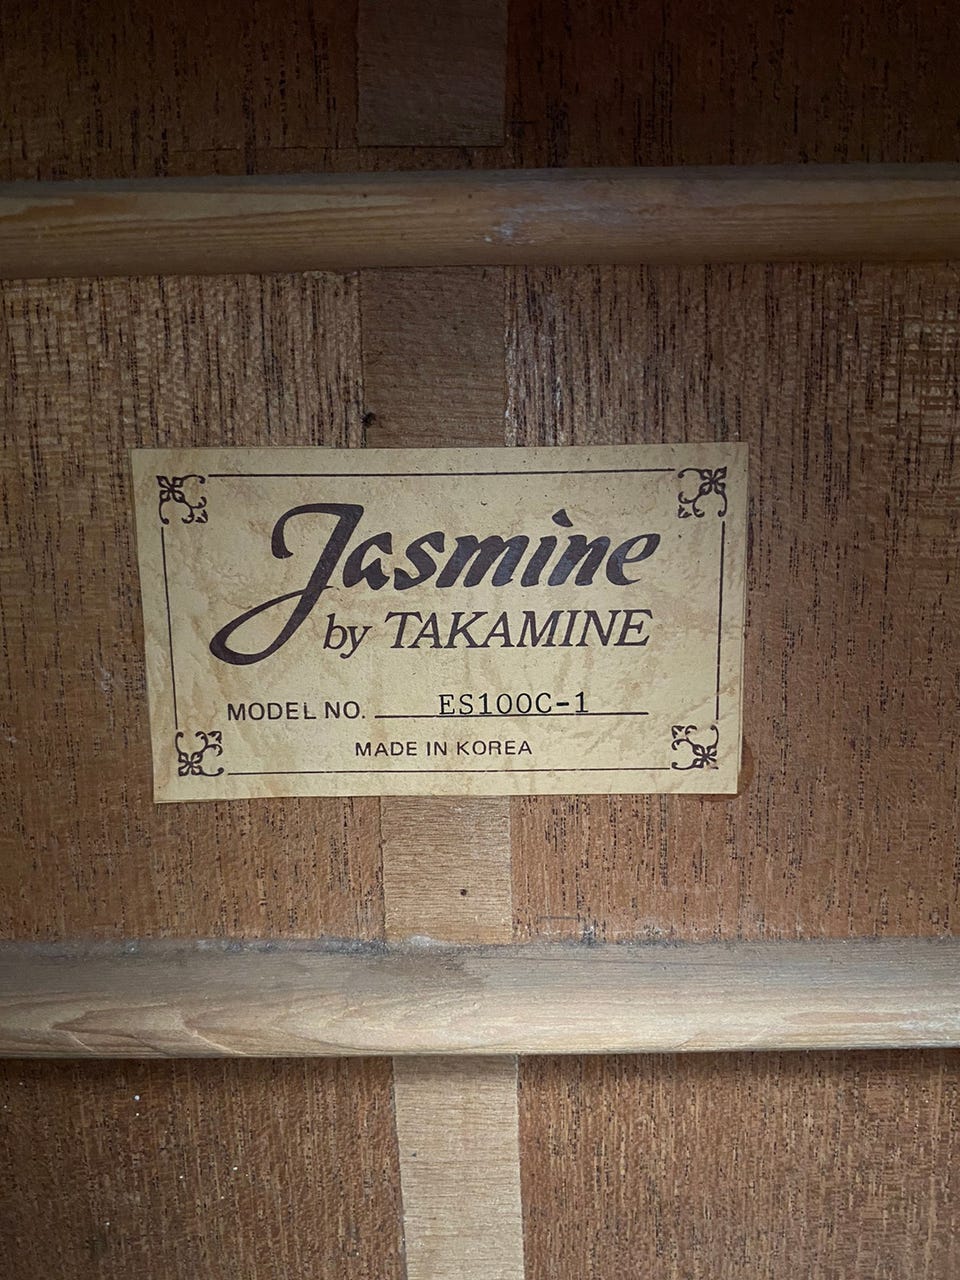 Jasmine
by TAKAMINE
MODEL NO. ES100C-1
MADE IN KOREA